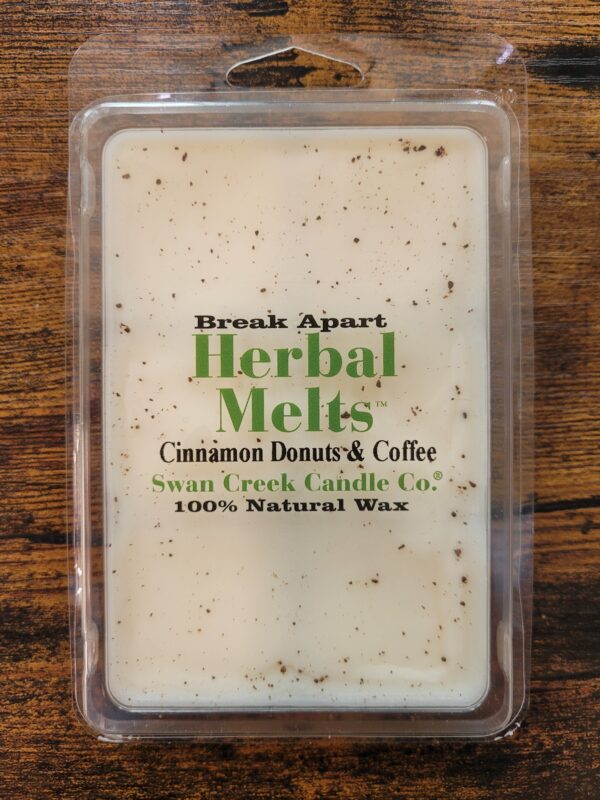 Break Apart
Herbal
Melts™
Cinnamon Donuts & Coffee
Swan Creek Candle Co.®
100% Natural Wax